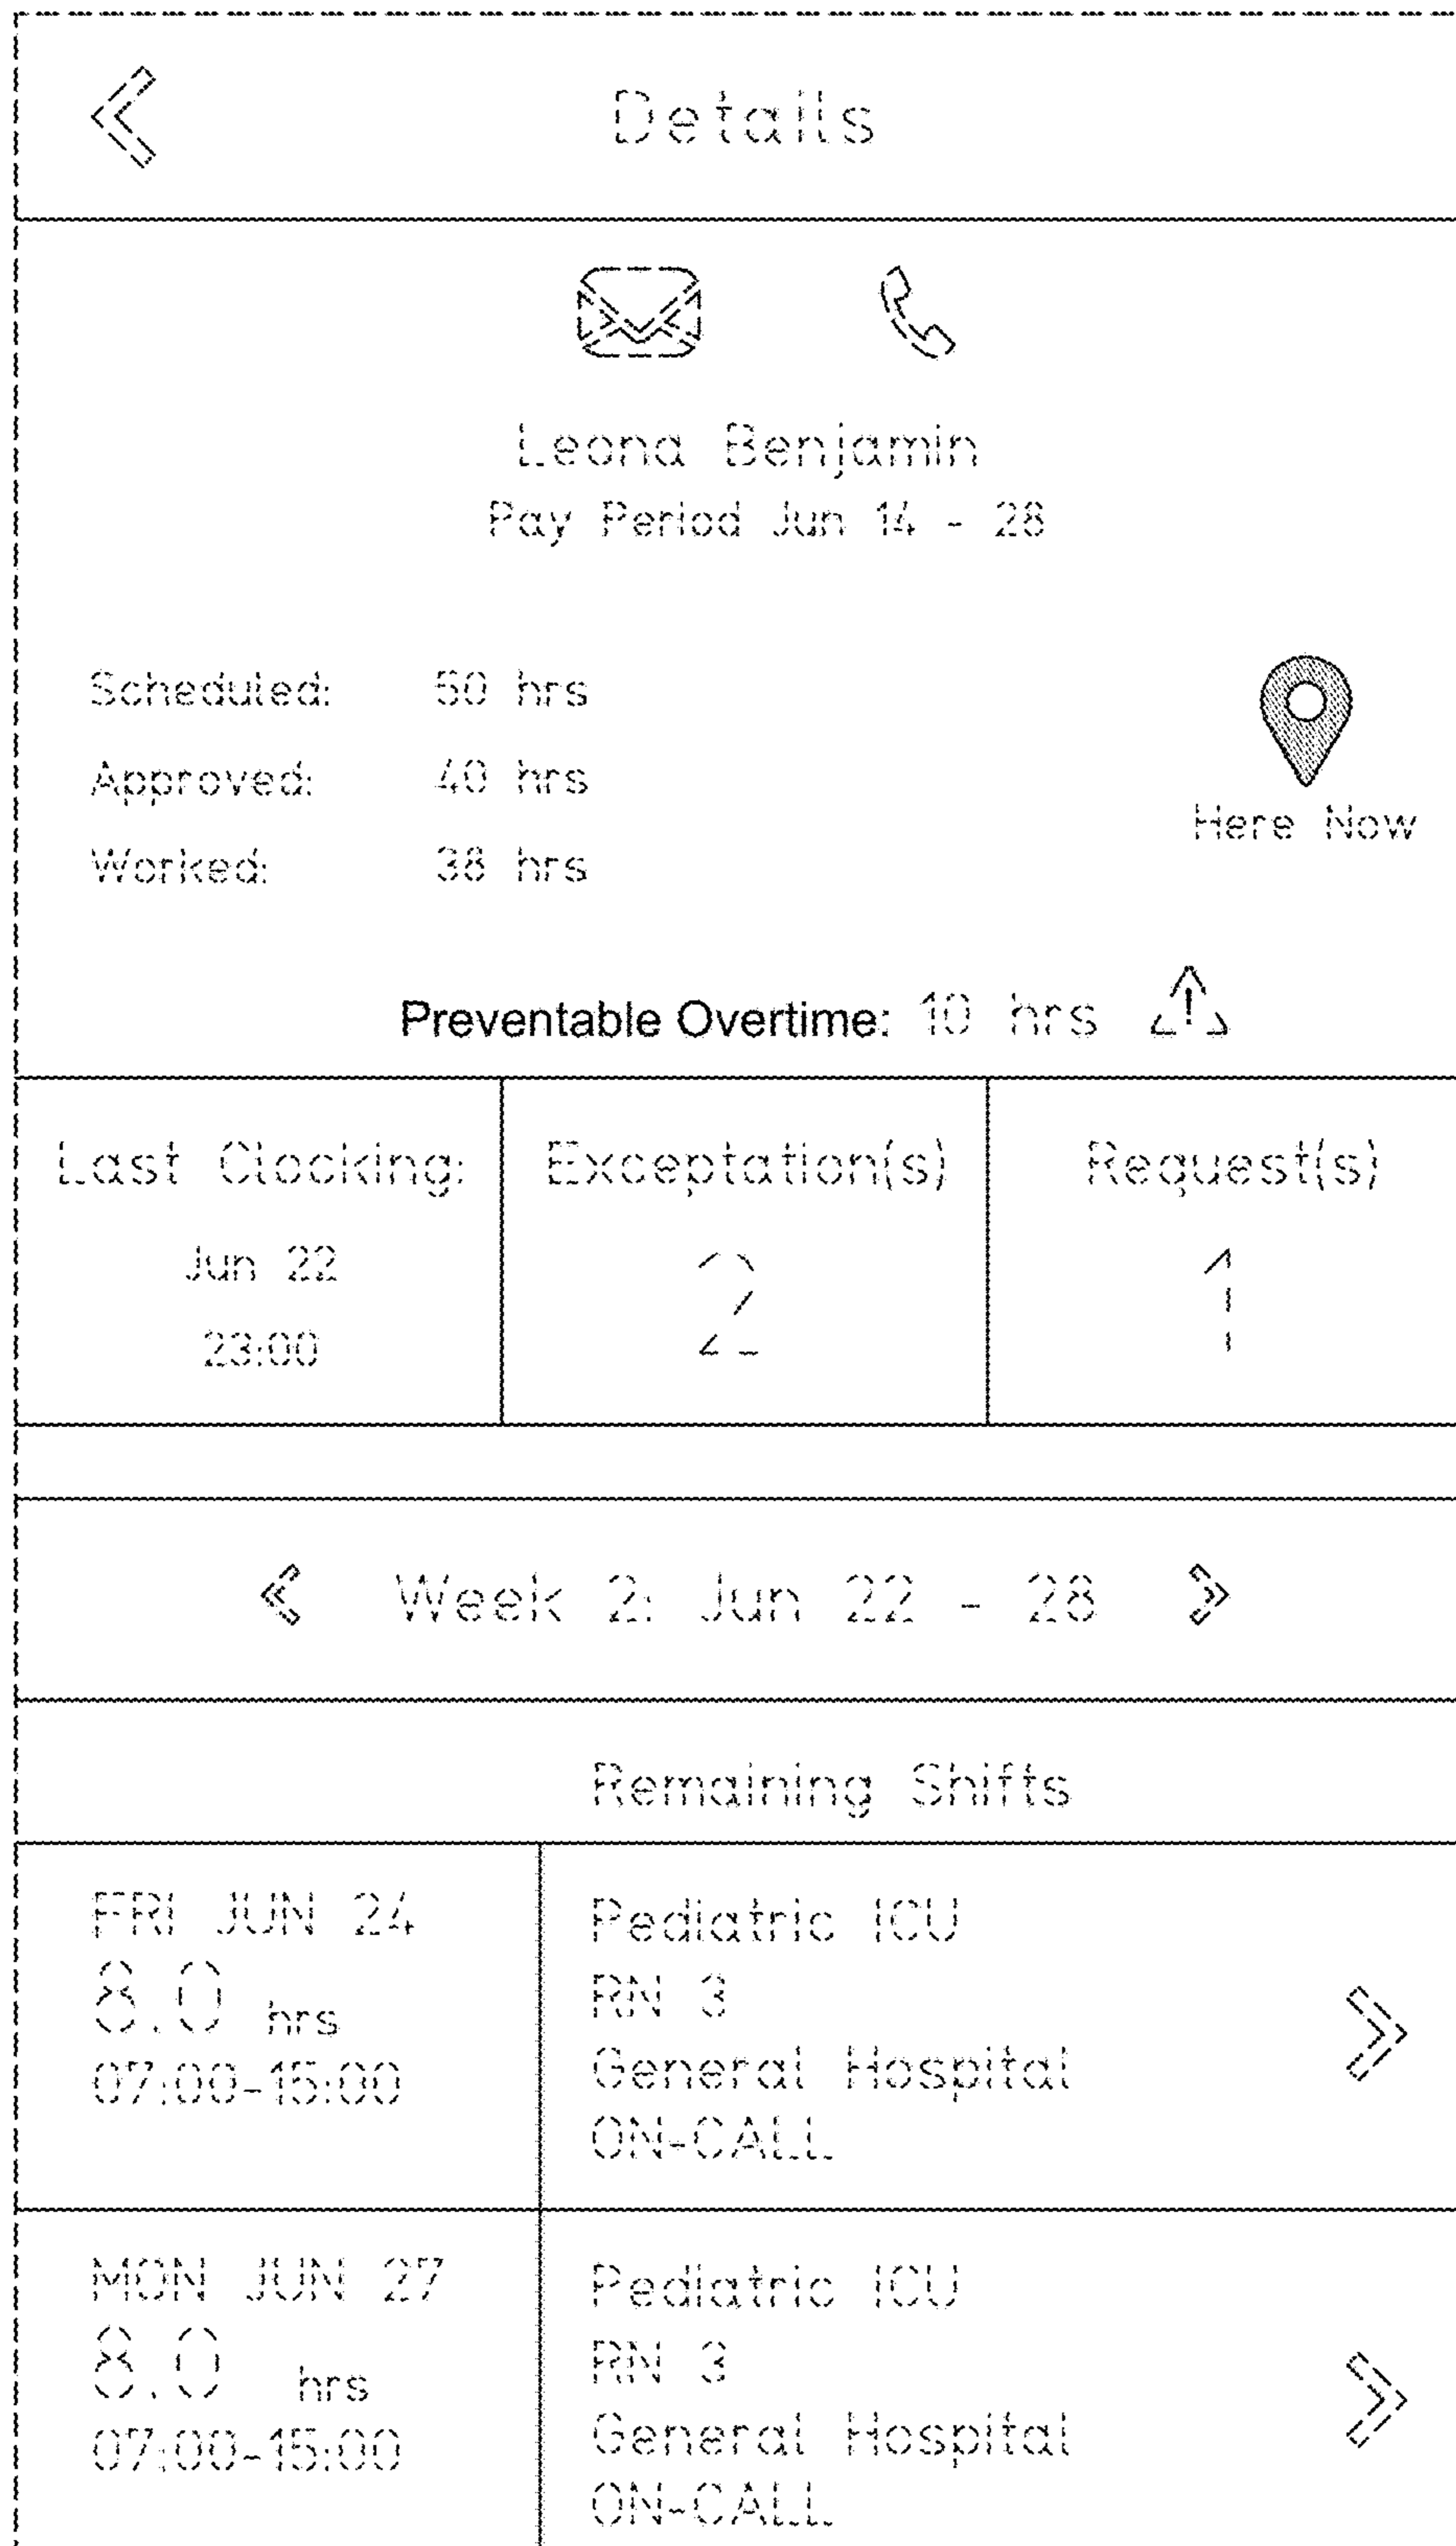 Details
Leona Benjamin
Pay Period Jun 14 - 28
Scheduled: 50 hrs
Approved: 40 hrs
Worked: 38 hrs
Here Now
Preventable Overtime: 10 hrs
Last Clocking: Exceptation(s) Request(s)
Jun 22 2 1
23:00
Week 2: Jun 22 - 28
Remaining Shifts
FRI JUN 24
8.0 hrs
07:00-15:00
Pediatric ICU
RN 3
General Hospital
ON-CALL
MON JUN 27
8.0 hrs
07:00-15:00
Pediatric ICU
RN 3
General Hospital
ON-CALL